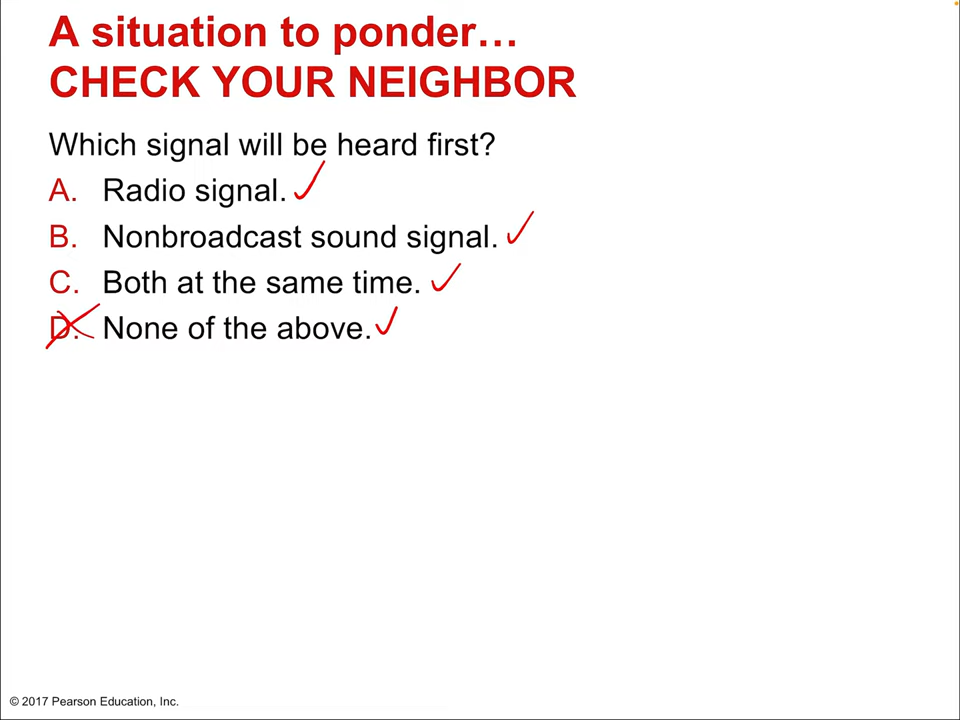 A situation to ponder…
CHECK YOUR NEIGHBOR
Which signal will be heard first?
A. Radio signal.
B. Nonbroadcast sound signal.
C. Both at the same time.
D. None of the above.
© 2017 Pearson Education, Inc.